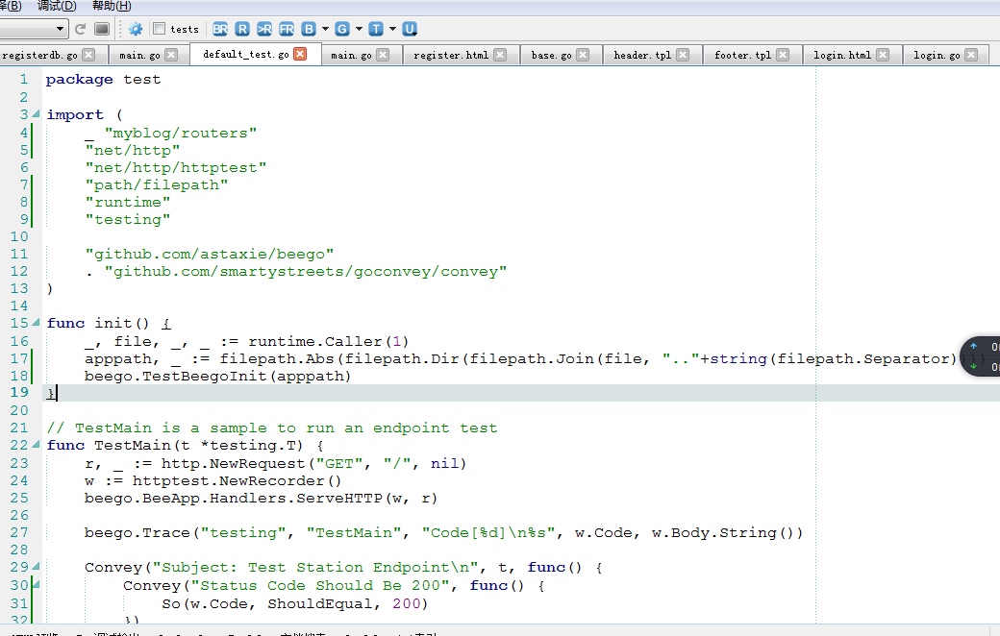 译(B) 调试(D) 帮助(H)
tests BR R >R FR B G T U
registerdb.go main.go default_test.go main.go register.html base.go header.tpl footer.tpl login.html login.go
1 package test
2
3 import (
4 _ "myblog/routers"
5 "net/http"
6 "net/http/httptest"
7 "path/filepath"
8 "runtime"
9 "testing"
10
11 "github.com/astaxie/beego"
12 . "github.com/smartystreets/goconvey/convey"
13 )
14
15 func init() {
16 _, file, _, _ := runtime.Caller(1)
17 apppath, _ := filepath.Abs(filepath.Dir(filepath.Join(file, ".."+string(filepath.Separator))))
18 beego.TestBeegoInit(apppath)
19 }
20
21 // TestMain is a sample to run an endpoint test
22 func TestMain(t *testing.T) {
23 r, _ := http.NewRequest("GET", "/", nil)
24 w := httptest.NewRecorder()
25 beego.BeeApp.Handlers.ServeHTTP(w, r)
26
27 beego.Trace("testing", "TestMain", "Code[%d]\n%s", w.Code, w.Body.String())
28
29 Convey("Subject: Test Station Endpoint\n", t, func() {
30 Convey("Status Code Should Be 200", func() {
31 So(w.Code, ShouldEqual, 200)
32 })